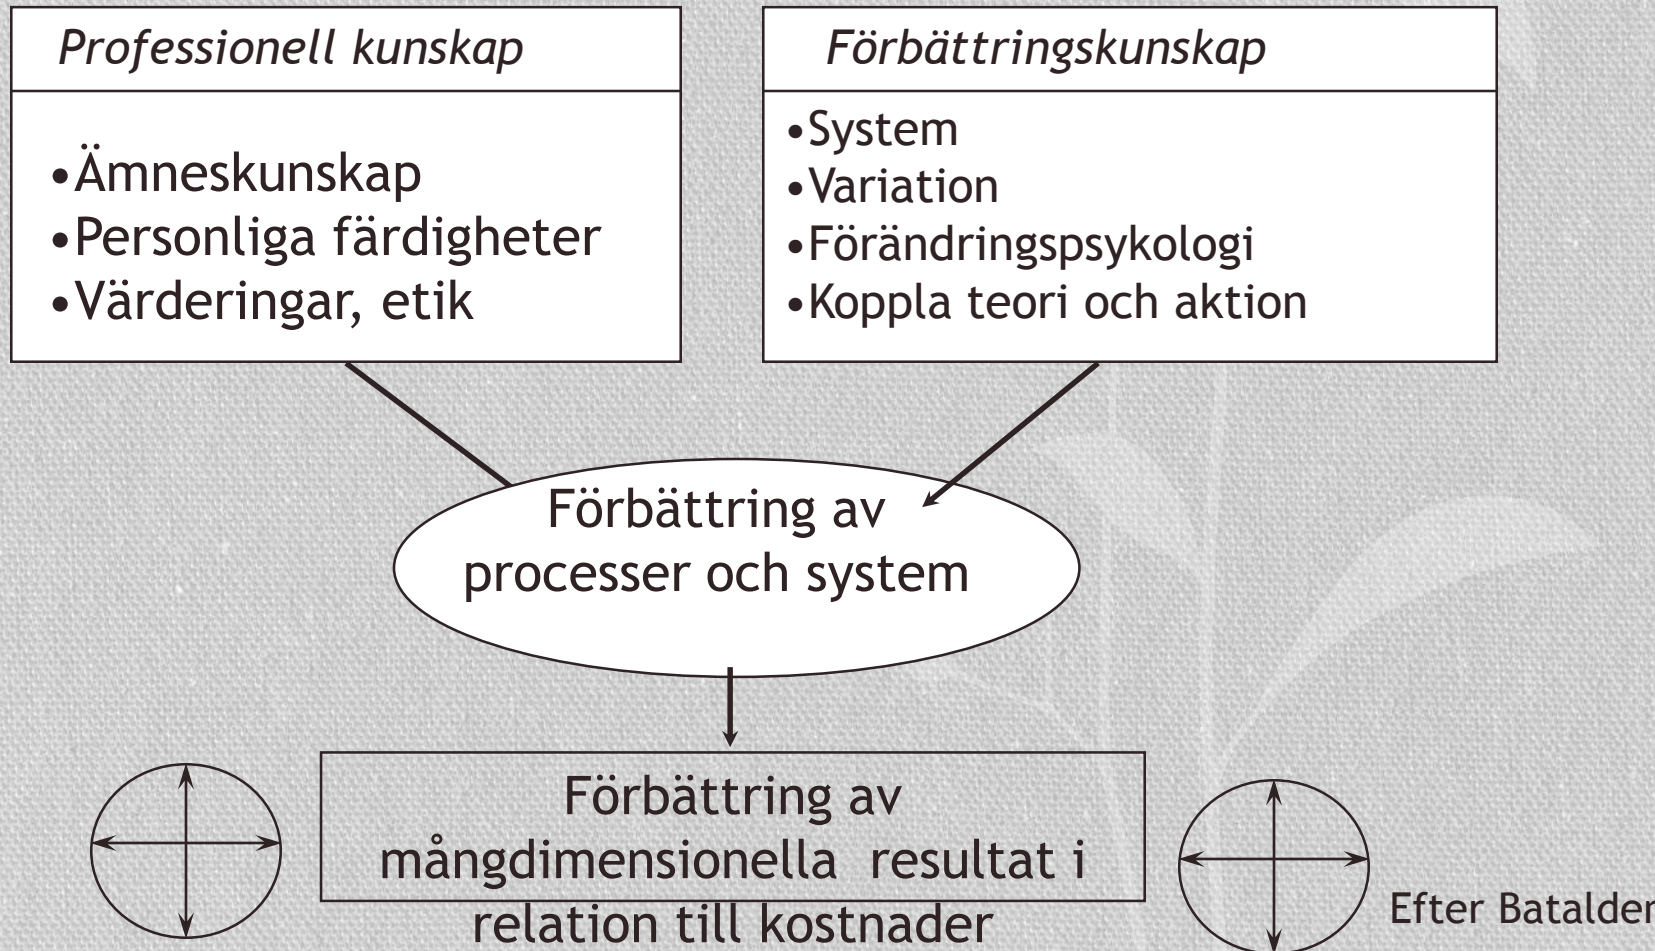 Professionell kunskap
•Ämneskunskap
•Personliga färdigheter
•Värderingar, etik
Förbättringskunskap
•System
•Variation
•Förändringspsykologi
•Koppla teori och aktion
Förbättring av
processer och system
Förbättring av
mångdimensionella resultat i
relation till kostnader
Efter Batalden